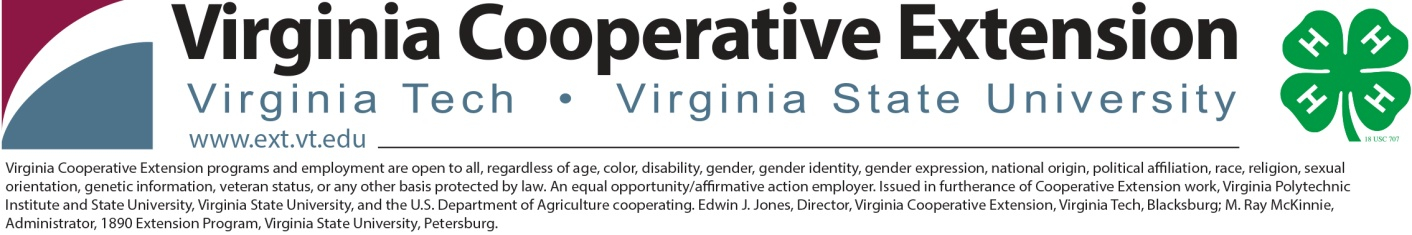 Virginia Cooperative Extension
Virginia Tech • Virginia State University
www.ext.vt.edu
H H
H H
18 USC 707
Virginia Cooperative Extension programs and employment are open to all, regardless of age, color, disability, gender, gender identity, gender expression, national origin, political affiliation, race, religion, sexual
orientation, genetic information, veteran status, or any other basis protected by law. An equal opportunity/affirmative action employer. Issued in furtherance of Cooperative Extension work, Virginia Polytechnic
Institute and State University, Virginia State University, and the U.S. Department of Agriculture cooperating. Edwin J. Jones, Director, Virginia Cooperative Extension, Virginia Tech, Blacksburg; M. Ray McKinnie,
Administrator, 1890 Extension Program, Virginia State University, Petersburg.